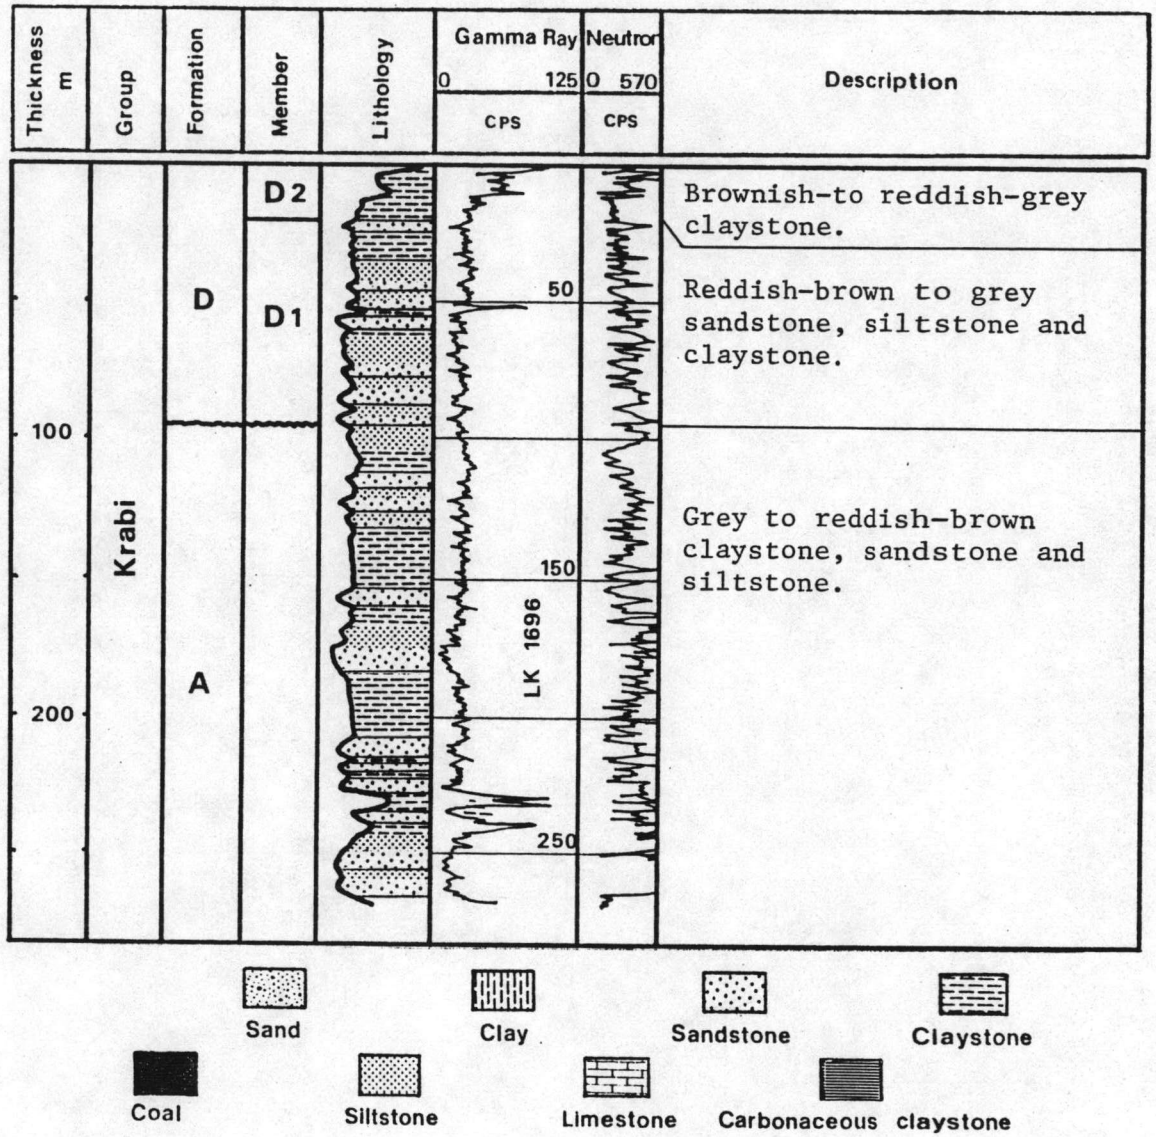 Thickness m
Group
Formation
Member
Lithology
Gamma Ray
0 125
CPS
Neutron
0 570
CPS
Description
D2
Brownish-to reddish-grey
claystone.
D
D1
50
Reddish-brown to grey
sandstone, siltstone and
claystone.
100
Krabi
A
150
LK 1696
Grey to reddish-brown
claystone, sandstone and
siltstone.
200
250
Sand
Clay
Sandstone
Claystone
Coal
Siltstone
Limestone
Carbonaceous claystone